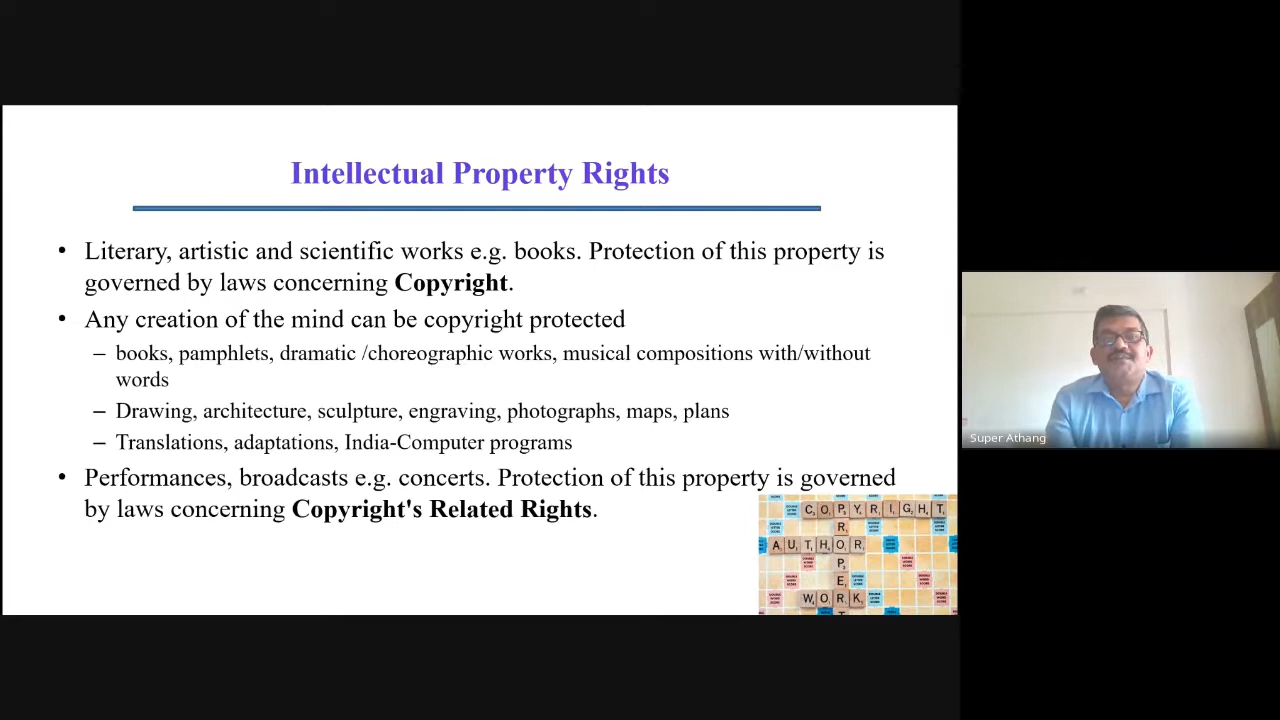 Intellectual Property Rights
• Literary, artistic and scientific works e.g. books. Protection of this property is
governed by laws concerning Copyright.
• Any creation of the mind can be copyright protected
– books, pamphlets, dramatic /choreographic works, musical compositions with/without
words
– Drawing, architecture, sculpture, engraving, photographs, maps, plans
– Translations, adaptations, India-Computer programs
• Performances, broadcasts e.g. concerts. Protection of this property is governed
by laws concerning Copyright's Related Rights.
COPYRIGHT
AUTHOR
PROPERT
WORK
Super Athang